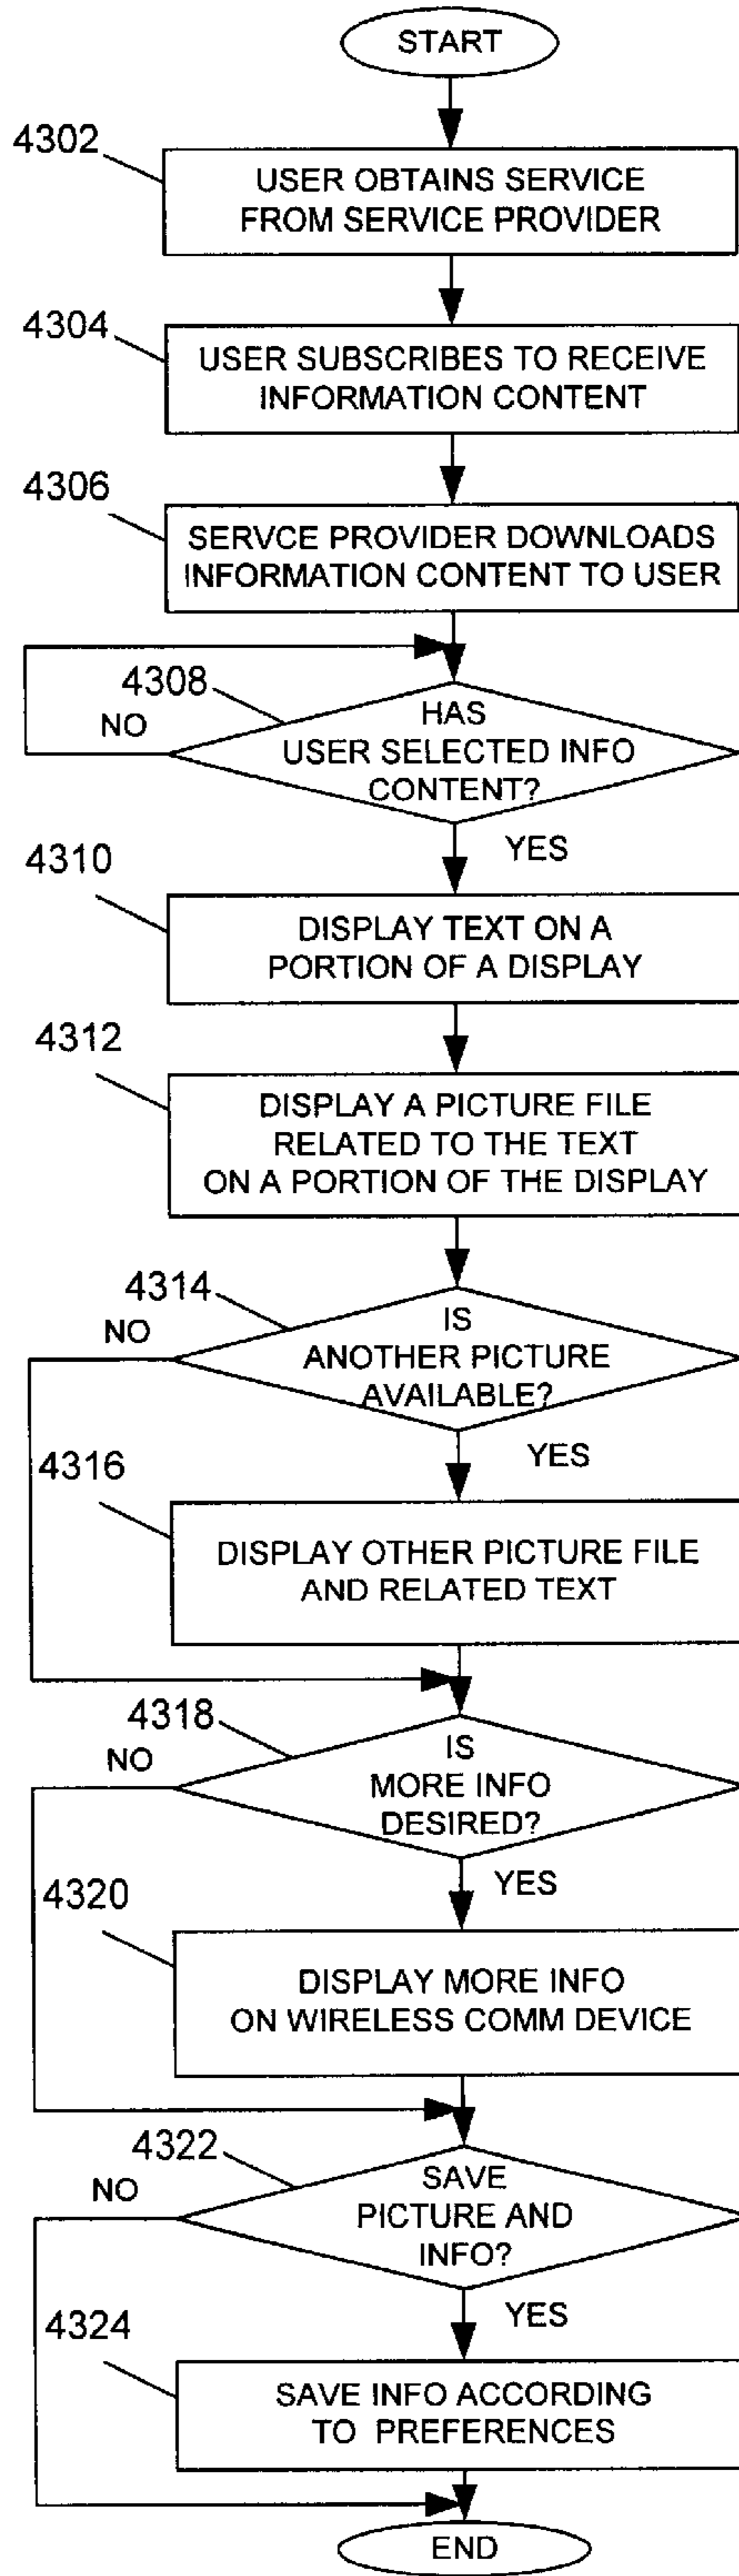 START
4302
USER OBTAINS SERVICE
FROM SERVICE PROVIDER
4304
USER SUBSCRIBES TO RECEIVE
INFORMATION CONTENT
4306
SERVCE PROVIDER DOWNLOADS
INFORMATION CONTENT TO USER
4308
NO
HAS
USER SELECTED INFO
CONTENT?
YES
4310
DISPLAY TEXT ON A
PORTION OF A DISPLAY
4312
DISPLAY A PICTURE FILE
RELATED TO THE TEXT
ON A PORTION OF THE DISPLAY
4314
NO
IS
ANOTHER PICTURE
AVAILABLE?
YES
4316
DISPLAY OTHER PICTURE FILE
AND RELATED TEXT
4318
NO
IS
MORE INFO
DESIRED?
YES
4320
DISPLAY MORE INFO
ON WIRELESS COMM DEVICE
4322
NO
SAVE
PICTURE AND
INFO?
YES
4324
SAVE INFO ACCORDING
TO PREFERENCES
END